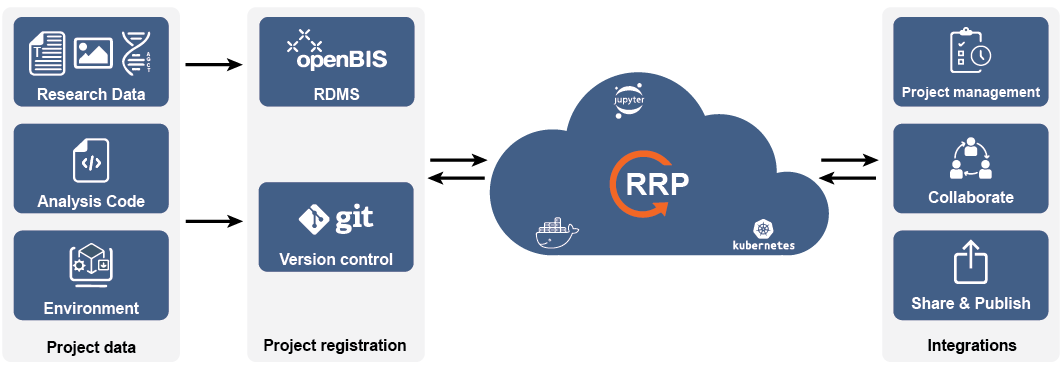 T
A
G
C
T
Research Data
Analysis Code
Environment
Project data
openBIS
RDMS
git
Version control
Project registration
jupyter
RRP
kubernetes
Project management
Collaborate
Share & Publish
Integrations